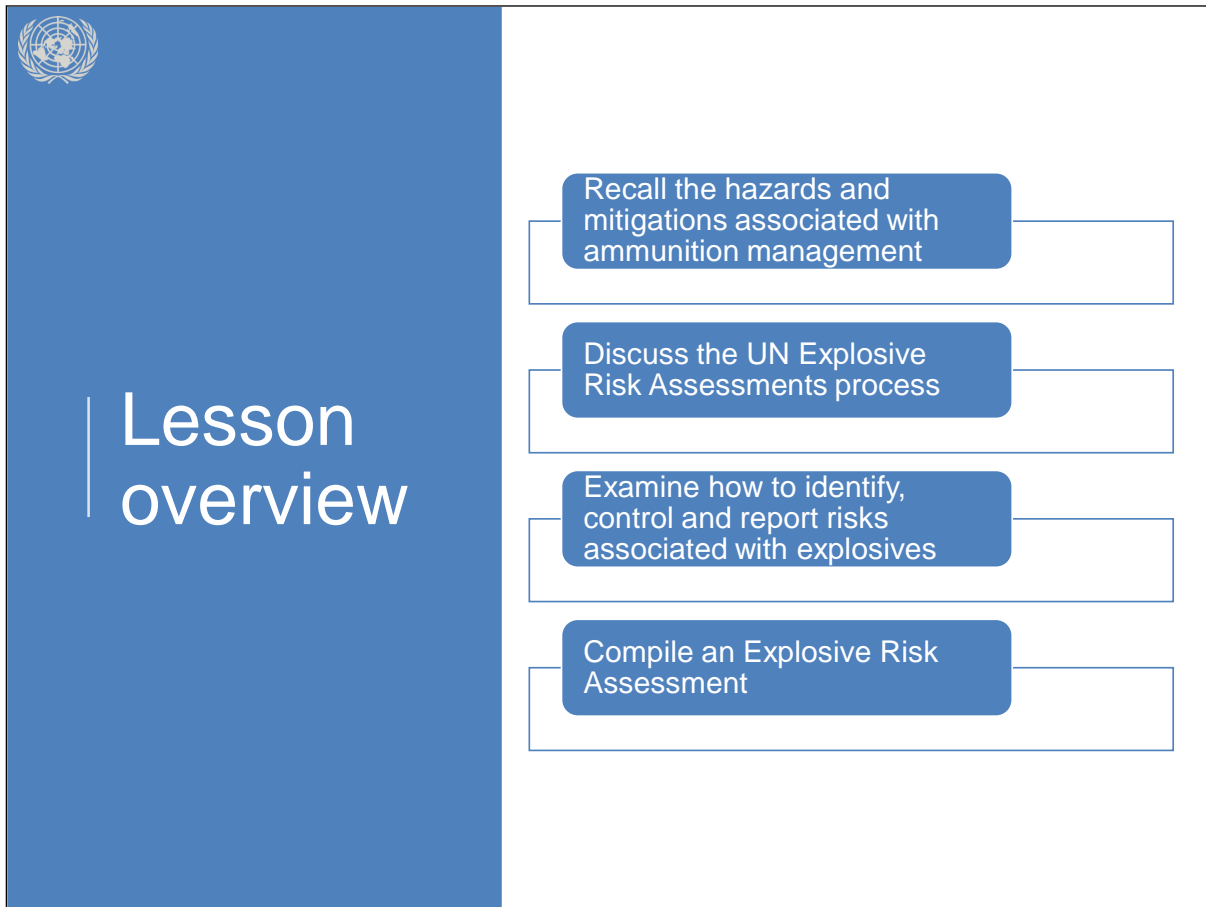 Lesson
overview
Recall the hazards and
mitigations associated with
ammunition management
Discuss the UN Explosive
Risk Assessments process
Examine how to identify,
control and report risks
associated with explosives
Compile an Explosive Risk
Assessment